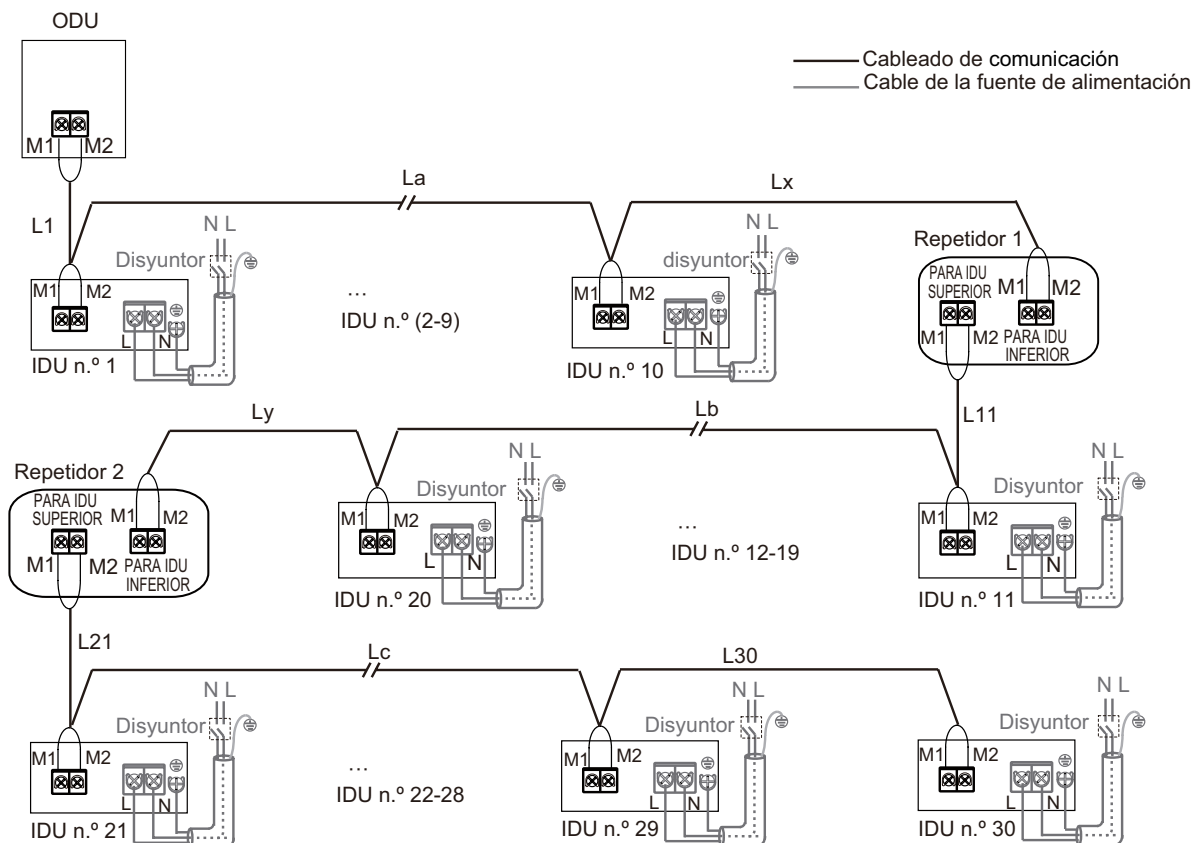 ODU
M1 M2
Cableado de comunicación
Cable de la fuente de alimentación
L1
La
Lx
N L
Disyuntor
M1 M2
L N
IDU n.º 1
...
IDU n.º (2-9)
N L
disyuntor
M1 M2
L N
IDU n.º 10
Repetidor 1
PARA IDU
SUPERIOR
M1 M2
M1 M2
PARA IDU
INFERIOR
L11
Ly
Lb
Repetidor 2
PARA IDU
SUPERIOR
M1 M2
M1 M2
PARA IDU
INFERIOR
N L
Disyuntor
M1 M2
L N
IDU n.º 20
...
IDU n.º 12-19
N L
Disyuntor
M1 M2
L N
IDU n.º 11
L21
Lc
L30
N L
Disyuntor
M1 M2
L N
IDU n.º 21
...
IDU n.º 22-28
N L
Disyuntor
M1 M2
L N
IDU n.º 29
N L
Disyuntor
M1 M2
L N
IDU n.º 30